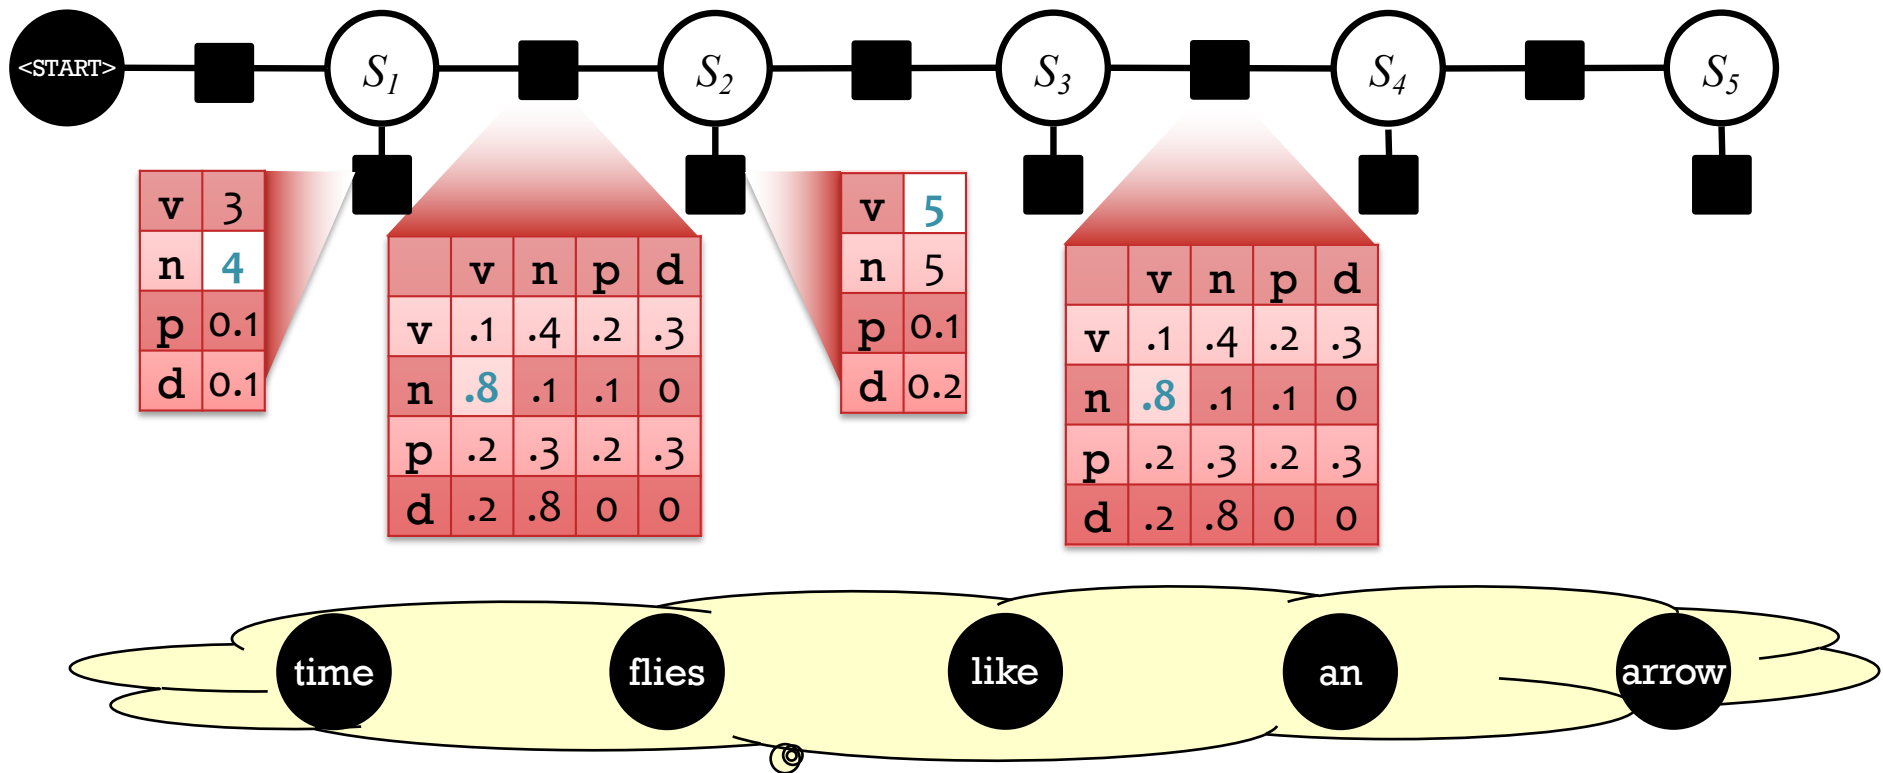 <START> S1 S2 S3 S4 S5
v 3
n 4
p 0.1
d 0.1
v n p d
v .1 .4 .2 .3
n .8 .1 .1 0
p .2 .3 .2 .3
d .2 .8 0 0
v 5
n 5
p 0.1
d 0.2
v n p d
v .1 .4 .2 .3
n .8 .1 .1 0
p .2 .3 .2 .3
d .2 .8 0 0
time flies like an arrow